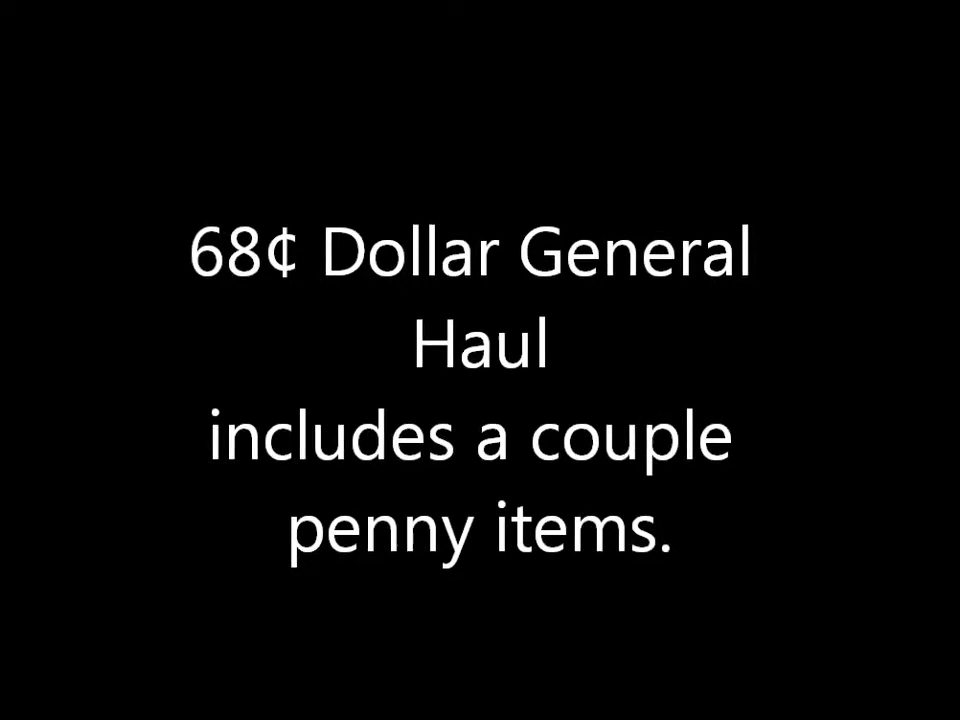 68¢ Dollar General
Haul
includes a couple
penny items.